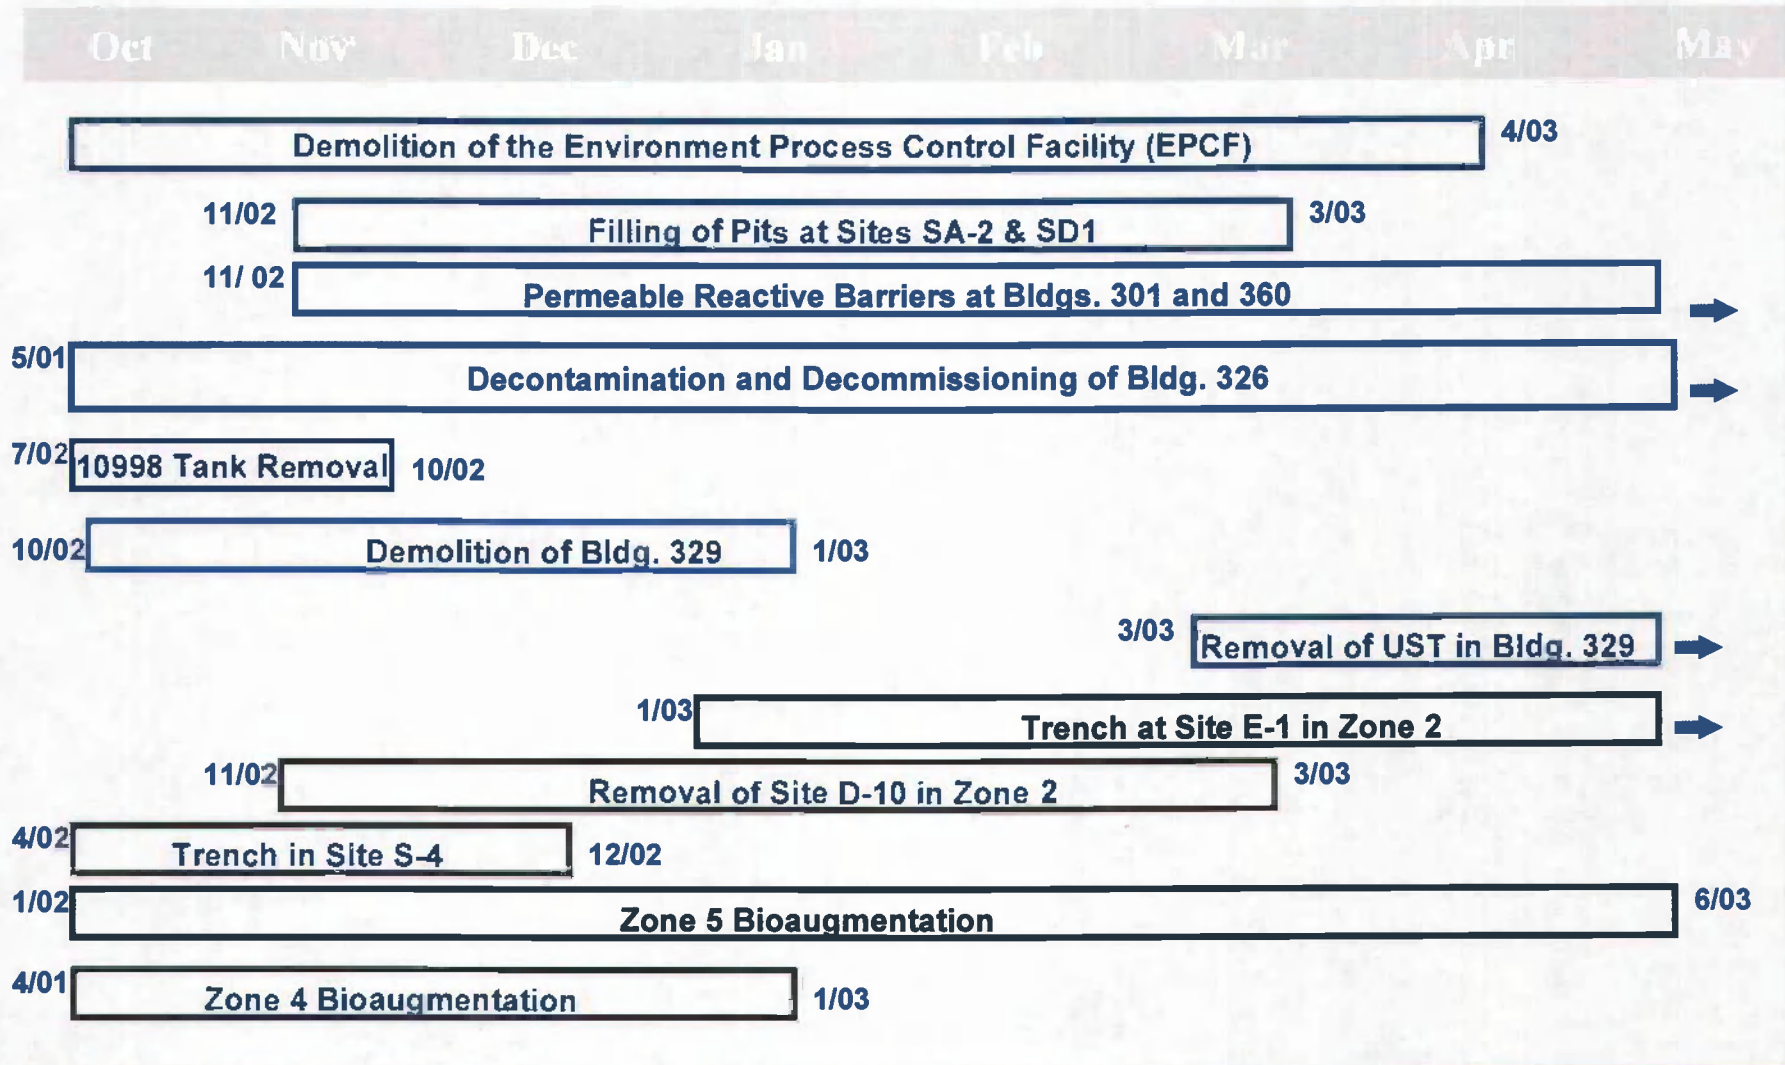 Oct Nov Dec Jan Feb Mar Apr May
Demolition of the Environment Process Control Facility (EPCF) 4/03
11/02 Filling of Pits at Sites SA-2 & SD1 3/03
11/ 02 Permeable Reactive Barriers at Bldgs. 301 and 360
5/01 Decontamination and Decommissioning of Bldg. 326
7/02 10998 Tank Removal 10/02
10/02 Demolition of Bldg. 329 1/03
3/03 Removal of UST in Bldg. 329
1/03 Trench at Site E-1 in Zone 2
11/02 Removal of Site D-10 in Zone 2 3/03
4/02 Trench in Site S-4 12/02
1/02 Zone 5 Bioaugmentation 6/03
4/01 Zone 4 Bioaugmentation 1/03